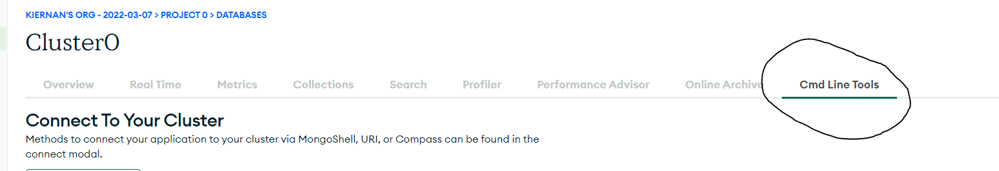 KIERNAN'S ORG - 2022-03-07 > PROJECT 0 > DATABASES
Cluster0
Overview Real Time Metrics Collections Search Profiler Performance Advisor Online Archive Cmd Line Tools
Connect To Your Cluster
Methods to connect your application to your cluster via MongoShell, URI, or Compass can be found in the
connect modal.